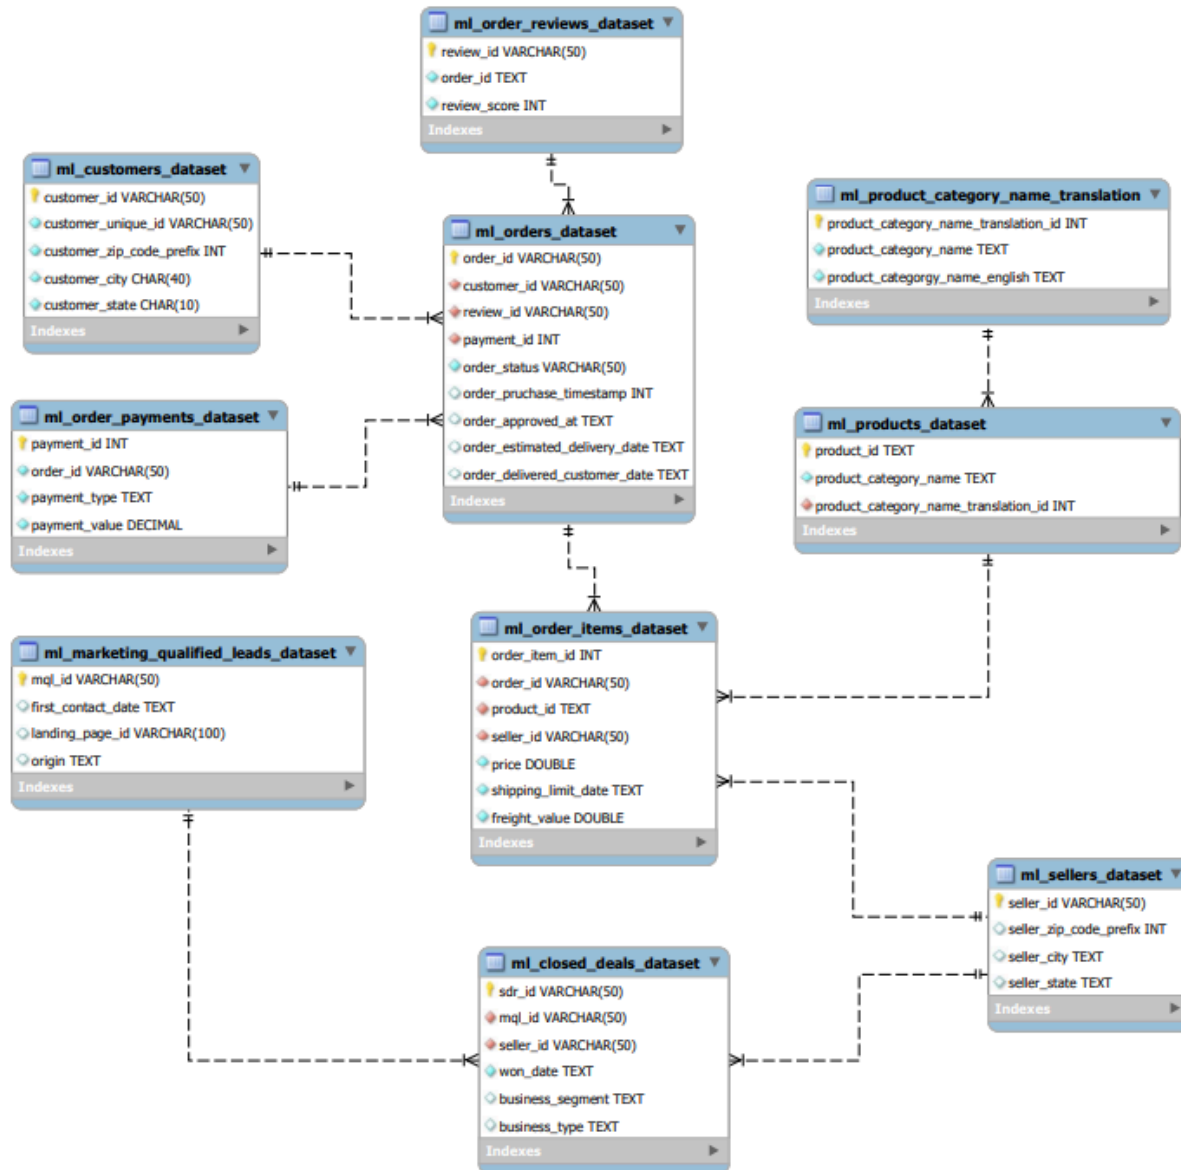 ml_order_reviews_dataset
review_id VARCHAR(50)
order_id TEXT
review_score INT
Indexes
ml_customers_dataset
customer_id VARCHAR(50)
customer_unique_id VARCHAR(50)
customer_zip_code_prefix INT
customer_city CHAR(40)
customer_state CHAR(10)
Indexes
ml_orders_dataset
order_id VARCHAR(50)
customer_id VARCHAR(50)
review_id VARCHAR(50)
payment_id INT
order_status VARCHAR(50)
order_pruchase_timestamp INT
order_approved_at TEXT
order_estimated_delivery_date TEXT
order_delivered_customer_date TEXT
Indexes
ml_product_category_name_translation
product_category_name_translation_id INT
product_category_name TEXT
product_categorgy_name_english TEXT
Indexes
ml_order_payments_dataset
payment_id INT
order_id VARCHAR(50)
payment_type TEXT
payment_value DECIMAL
Indexes
ml_products_dataset
product_id TEXT
product_category_name TEXT
product_category_name_translation_id INT
Indexes
ml_marketing_qualified_leads_dataset
mql_id VARCHAR(50)
first_contact_date TEXT
landing_page_id VARCHAR(100)
origin TEXT
Indexes
ml_order_items_dataset
order_item_id INT
order_id VARCHAR(50)
product_id TEXT
seller_id VARCHAR(50)
price DOUBLE
shipping_limit_date TEXT
freight_value DOUBLE
Indexes
ml_sellers_dataset
seller_id VARCHAR(50)
seller_zip_code_prefix INT
seller_city TEXT
seller_state TEXT
Indexes
ml_closed_deals_dataset
sdr_id VARCHAR(50)
mql_id VARCHAR(50)
seller_id VARCHAR(50)
won_date TEXT
business_segment TEXT
business_type TEXT
Indexes